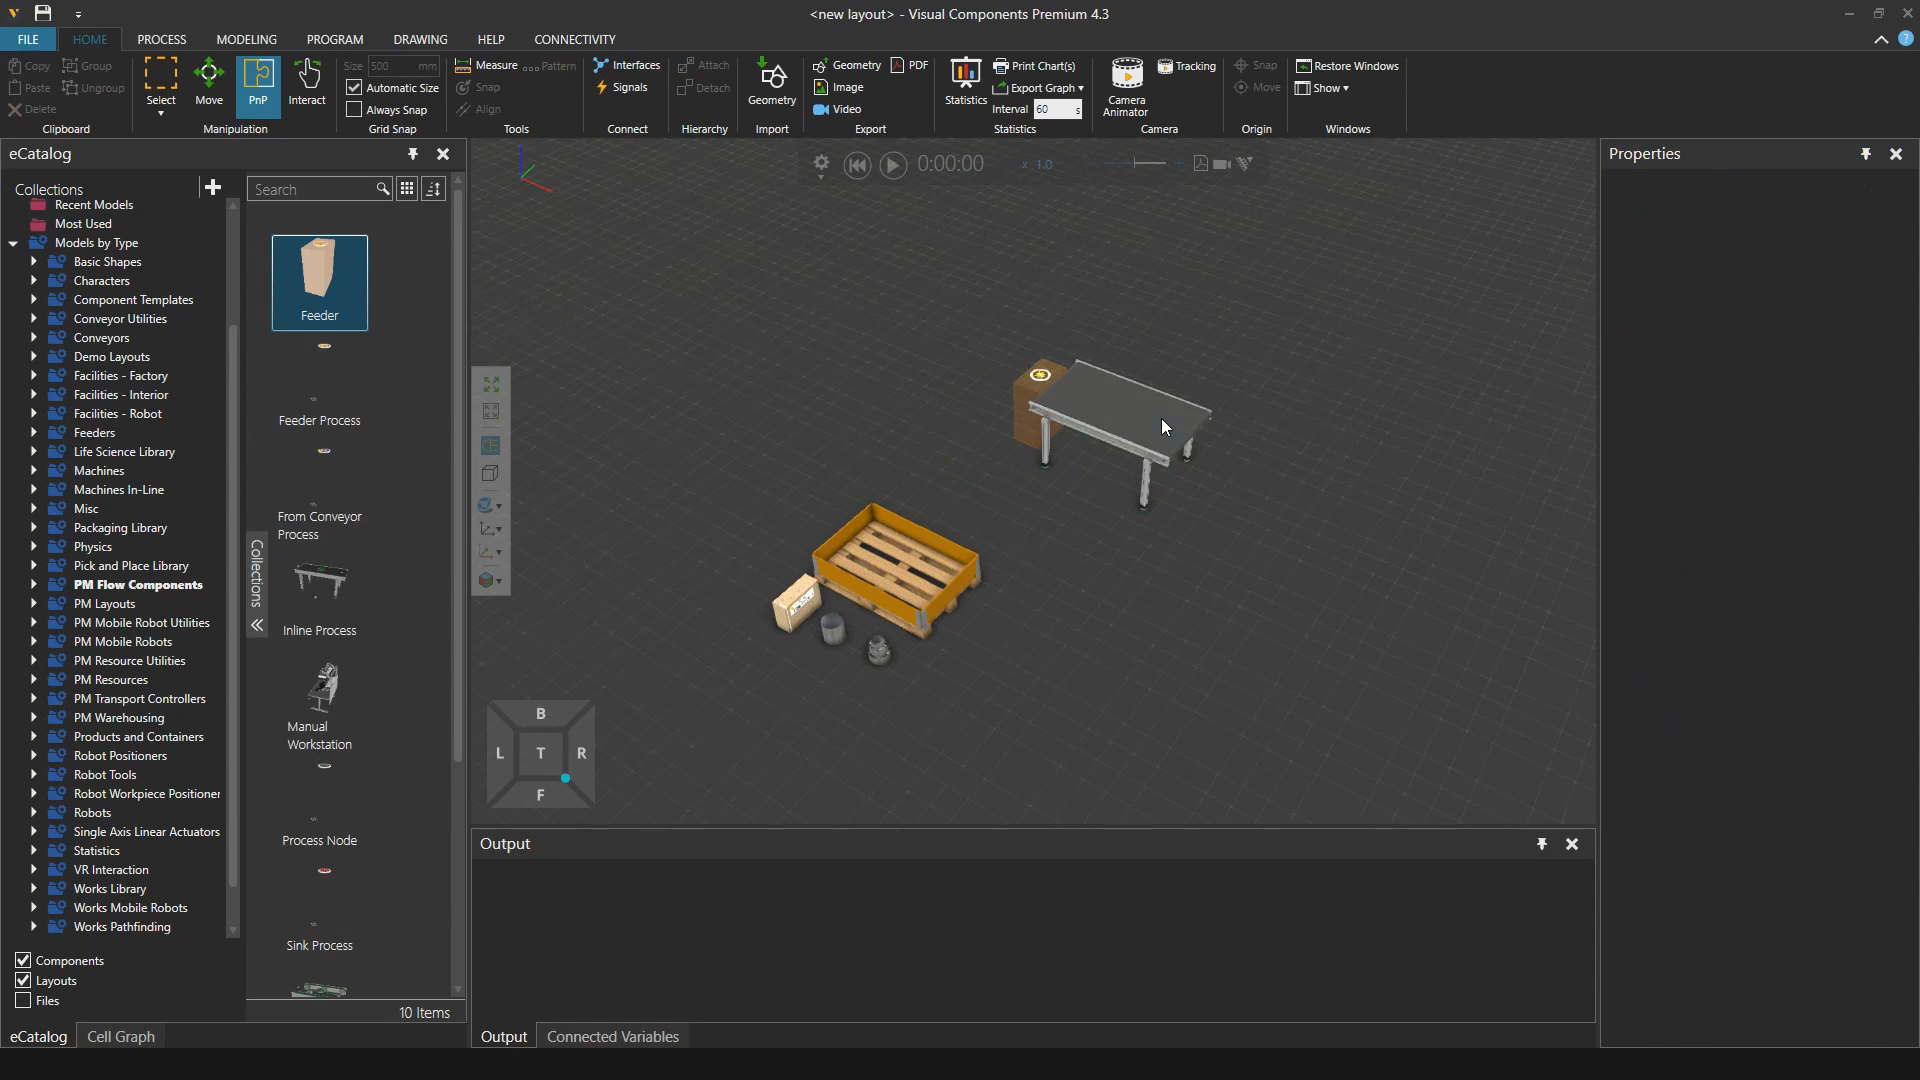 <new layout> - Visual Components Premium 4.3
FILE HOME PROCESS MODELING PROGRAM DRAWING HELP CONNECTIVITY
Copy Group Size 500 mm Measure Pattern Interfaces Attach Geometry PDF Print Chart(s) Tracking Snap Restore Windows
Paste Ungroup Select Move PnP Interact Automatic Size Snap Signals Detach Geometry Image Statistics Export Graph Camera Animator Move Show
Delete Always Snap Align Video Interval 60 s
Clipboard Manipulation Grid Snap Tools Connect Hierarchy Import Export Statistics Camera Origin Windows
eCatalog
Collections
Search
Recent Models
Most Used
Models by Type
Basic Shapes
Characters
Component Templates
Conveyor Utilities
Conveyors
Demo Layouts
Facilities - Factory
Facilities - Interior
Facilities - Robot
Feeders
Life Science Library
Machines
Machines In-Line
Misc
Packaging Library
Physics
Pick and Place Library
PM Flow Components
PM Layouts
PM Mobile Robot Utilities
PM Mobile Robots
PM Resource Utilities
PM Resources
PM Transport Controllers
PM Warehousing
Products and Containers
Robot Positioners
Robot Tools
Robot Workpiece Positioner
Robots
Single Axis Linear Actuators
Statistics
VR Interaction
Works Library
Works Mobile Robots
Works Pathfinding
Components
Layouts
Files
eCatalog Cell Graph
Collections
Feeder
Feeder Process
From Conveyor
Process
Inline Process
Manual
Workstation
Process Node
Sink Process
10 Items
0:00:00 x 1.0
B
L T R
F
Output
Output Connected Variables
Properties